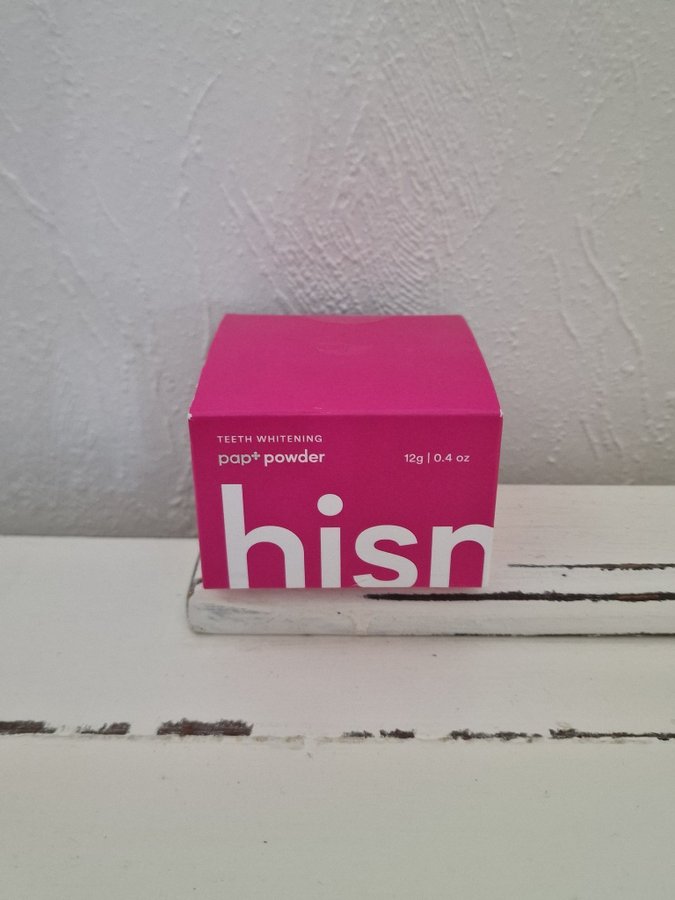 TEETH WHITENING
pap+ powder
12g | 0.4 oz
hisn